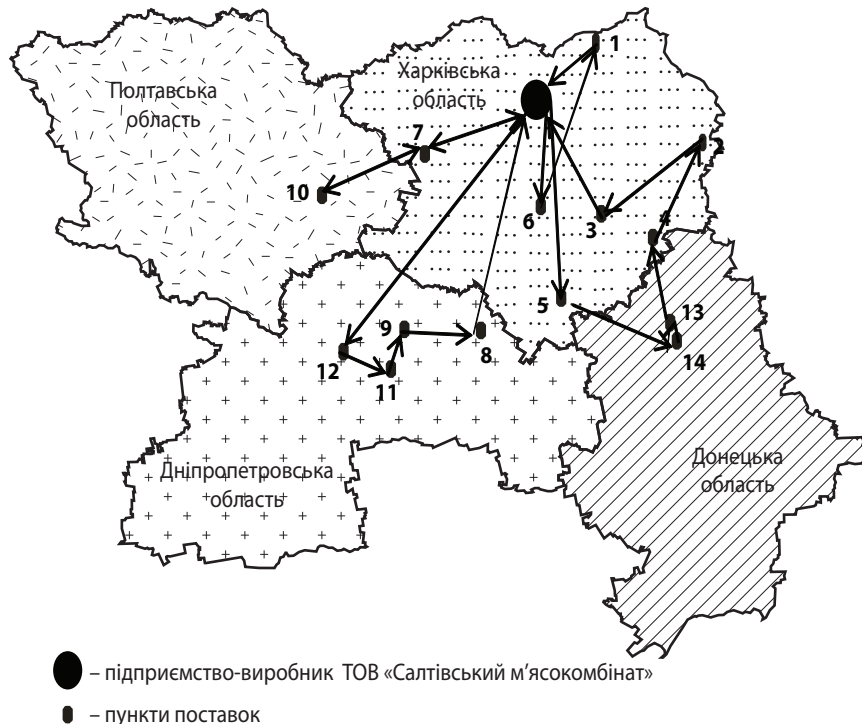 1
Харківська
область
Полтавська
область
7
2
10
6
3
4
5
13
9
8
14
12
11
Дніпропетровська
область
Донецька
область
– підприємство-виробник ТОВ «Салтівський м’ясокомбінат»
– пункти поставок